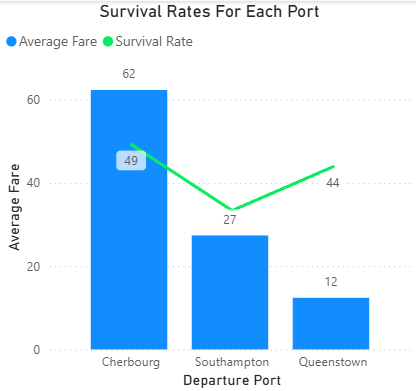 Survival Rates For Each Port
Average Fare Survival Rate
62
60
49
44
40
27
20
12
0
Cherbourg Southampton Queenstown
Average Fare
Departure Port